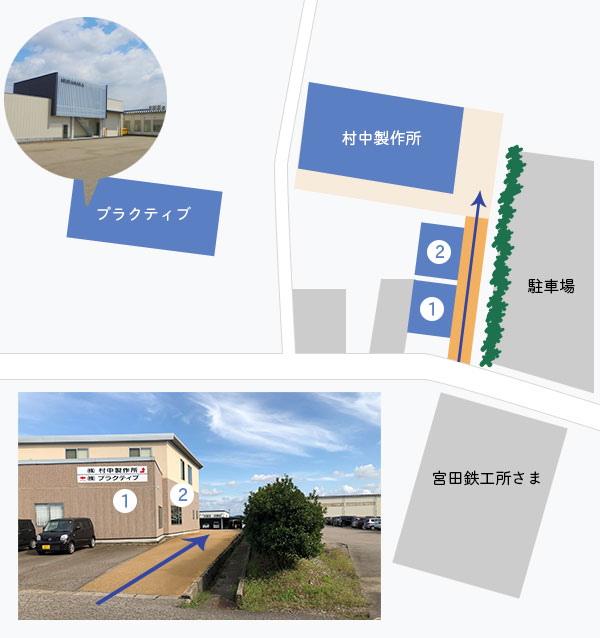 MURANAKA
村中製作所
プラクティブ
2
1
駐車場
宮田鉄工所さま
㈱ 村中製作所
㈱ プラクティブ
1
2